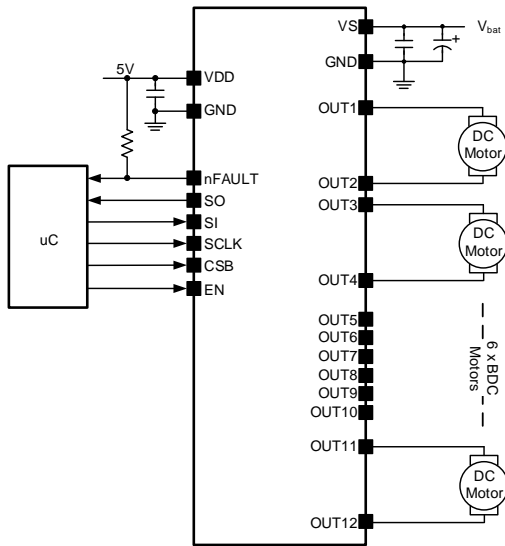 VS
V_bat
GND
5V
VDD
GND
OUT1
DC
Motor
nFAULT
OUT2
SO
OUT3
uC
SI
DC
Motor
SCLK
CSB
OUT4
EN
OUT5
OUT6
OUT7
OUT8
OUT9
OUT10
6 x BDC
Motors
OUT11
DC
Motor
OUT12